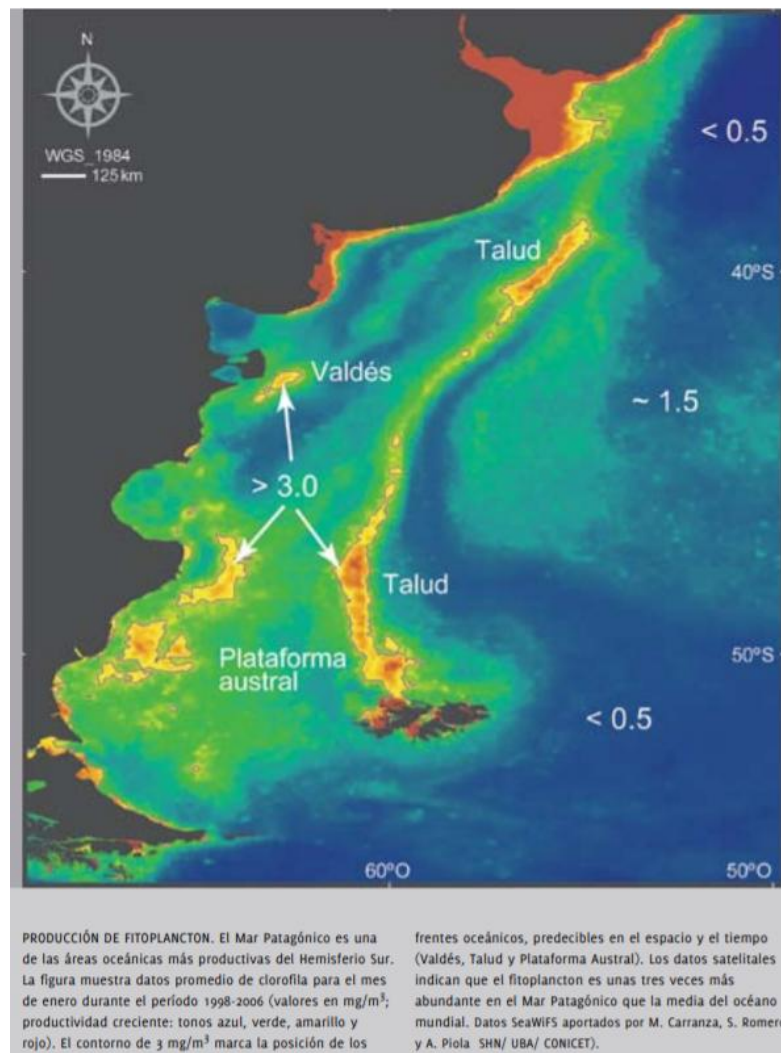 N
WGS_1984
125 km
< 0.5
Talud
40ºS
Valdés
~ 1.5
> 3.0
Talud
Plataforma
austral
50ºS
< 0.5
60ºO
50ºO
PRODUCCIÓN DE FITOPLANCTON. El Mar Patagónico es una
de las áreas oceánicas más productivas del Hemisferio Sur.
La figura muestra datos promedio de clorofila para el mes
de enero durante el período 1998-2006 (valores en mg/m³;
productividad creciente: tonos azul, verde, amarillo y
rojo). El contorno de 3 mg/m³ marca la posición de los
frentes oceánicos, predecibles en el espacio y el tiempo
(Valdés, Talud y Plataforma Austral). Los datos satelitales
indican que el fitoplancton es unas tres veces más
abundante en el Mar Patagónico que la media del océano
mundial. Datos SeaWiFS aportados por M. Carranza, S. Romero
y A. Piola SHN/ UBA/ CONICET).